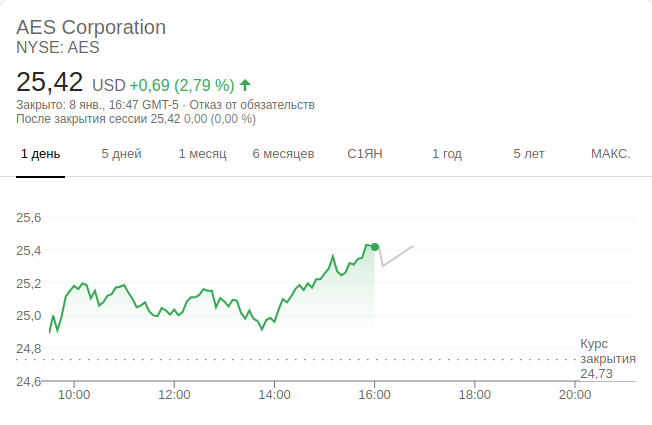 AES Corporation
NYSE: AES
25,42 USD +0,69 (2,79 %)
Закрыто: 8 янв., 16:47 GMT-5 · Отказ от обязательств
После закрытия сессии 25,42 0,00 (0,00 %)
1 день 5 дней 1 месяц 6 месяцев С1ЯН 1 год 5 лет МАКС.
25,6
25,4
25,2
25,0
24,8
Курс
закрытия
24,73
24,6
10:00 12:00 14:00 16:00 18:00 20:00